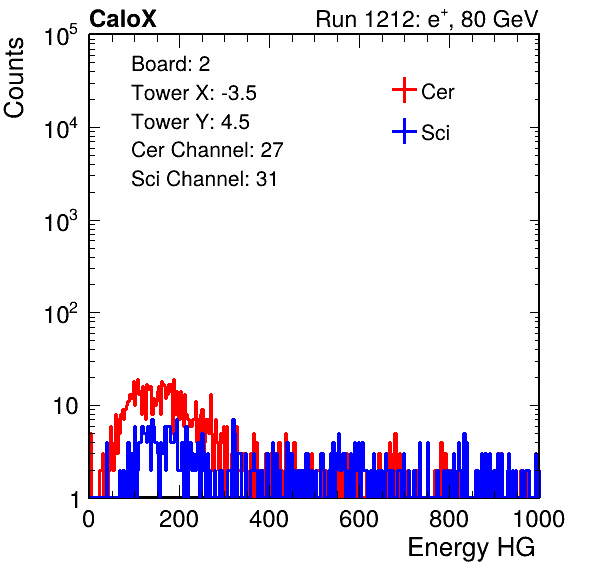 CaloX Run 1212: e⁺, 80 GeV
Counts
10⁵
10⁴
10³
10²
10
1
Board: 2
Tower X: -3.5
Tower Y: 4.5
Cer Channel: 27
Sci Channel: 31
Cer
Sci
0 200 400 600 800 1000
Energy HG